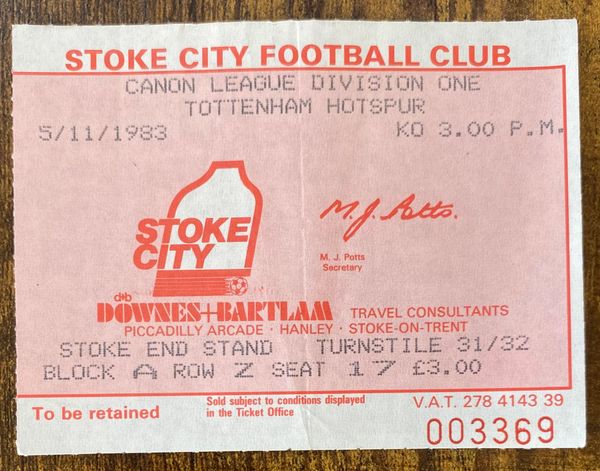 STOKE CITY FOOTBALL CLUB
CANON LEAGUE DIVISION ONE
TOTTENHAM HOTSPUR
5/11/1983 KO 3.00 P.M.
STOKE
CITY
M.J. Potts.
M. J. Potts
Secretary
d+b
DOWNES+BARTLAM TRAVEL CONSULTANTS
PICCADILLY ARCADE · HANLEY · STOKE-ON-TRENT
STOKE END STAND TURNSTILE 31/32
BLOCK A ROW Z SEAT 17 £3.00
To be retained
Sold subject to conditions displayed
in the Ticket Office
V.A.T. 278 4143 39
003369